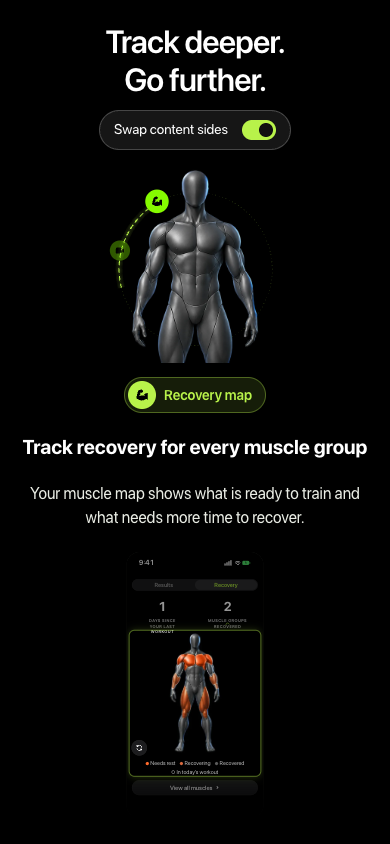 Track deeper.
Go further.
Swap content sides
Recovery map
Track recovery for every muscle group
Your muscle map shows what is ready to train and
what needs more time to recover.
9:41
Results
Recovery
1
2
DAYS SINCE
YOUR LAST
WORKOUT
MUSCLE GROUPS
RECOVERED
Needs rest
Recovering
Recovered
0 in today's workout
View all muscles